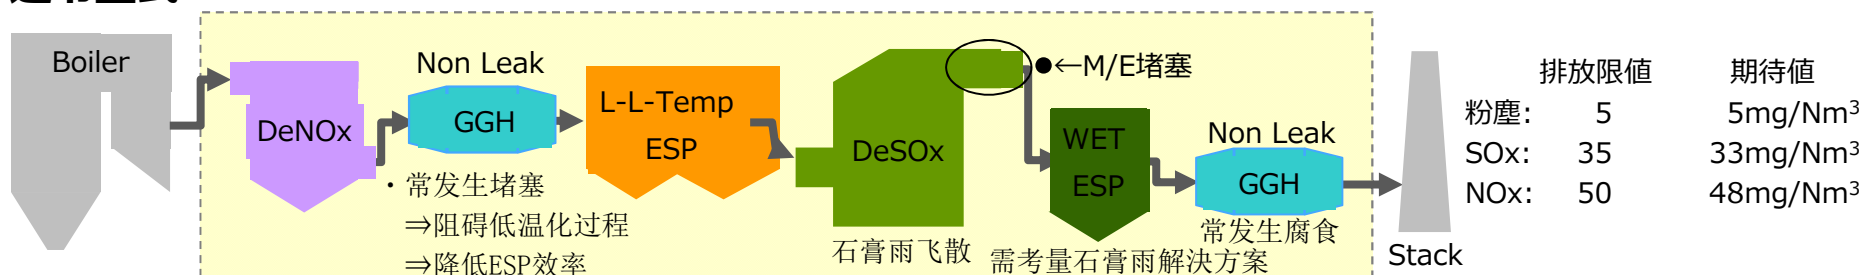 Boiler
DeNOx
Non Leak
GGH
・常发生堵塞
⇒阻碍低温化过程
⇒降低ESP效率
L-L-Temp
ESP
DeSOx
石膏雨飞散
●←M/E堵塞
WET
ESP
需考量石膏雨解決方案
Non Leak
GGH
常发生腐食
Stack
排放限値 期待値
粉塵: 5 5mg/Nm³
SOx: 35 33mg/Nm³
NOx: 50 48mg/Nm³